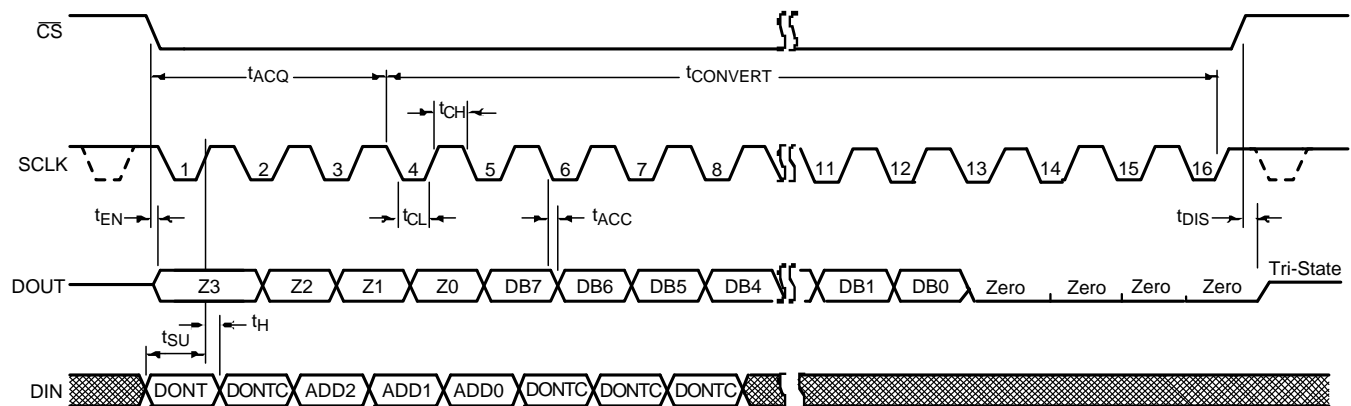 CS
tACQ tCONVERT
tCH
SCLK 1 2 3 4 5 6 7 8 11 12 13 14 15 16
tEN tCL tACC tDIS
DOUT Z3 Z2 Z1 Z0 DB7 DB6 DB5 DB4 DB1 DB0 Zero Zero Zero Zero Tri-State
tSU tH
DIN DONT DONTC ADD2 ADD1 ADD0 DONTC DONTC DONTC